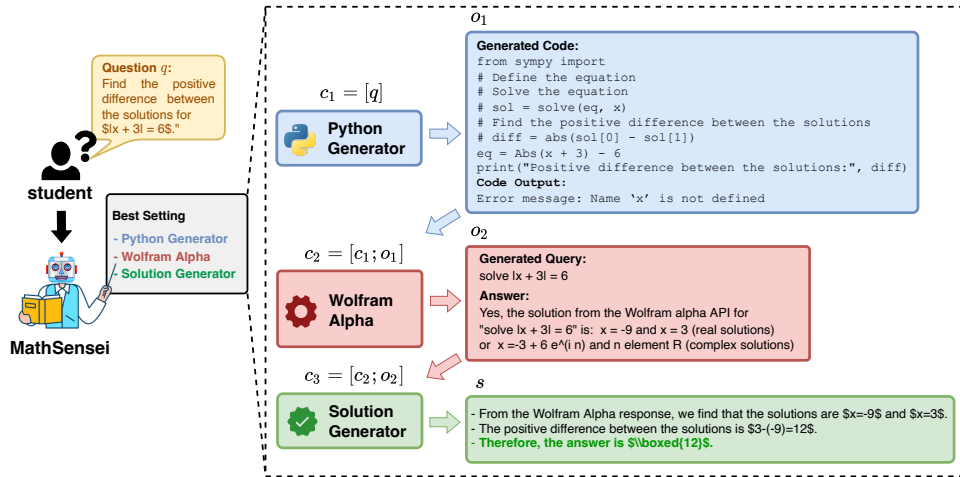 Question q:
Find the positive
difference between
the solutions for
$|x + 3| = 6$."
student
MathSensei
Best Setting
- Python Generator
- Wolfram Alpha
- Solution Generator
c₁ = [q]
Python
Generator
o₁
Generated Code:
from sympy import
# Define the equation
# Solve the equation
# sol = solve(eq, x)
# Find the positive difference between the solutions
# diff = abs(sol[0] - sol[1])
eq = Abs(x + 3) - 6
print("Positive difference between the solutions:", diff)
Code Output:
Error message: Name ‘x’ is not defined
c₂ = [c₁; o₁]
Wolfram
Alpha
o₂
Generated Query:
solve |x + 3| = 6
Answer:
Yes, the solution from the Wolfram alpha API for
"solve |x + 3| = 6" is:  x = -9 and x = 3 (real solutions)
or  x =-3 + 6 e^(i n) and n element R (complex solutions)
c₃ = [c₂; o₂]
Solution
Generator
s
- From the Wolfram Alpha response, we find that the solutions are $x=-9$ and $x=3$.
- The positive difference between the solutions is $3-(-9)=12$.
- Therefore, the answer is $\\boxed{12}$.